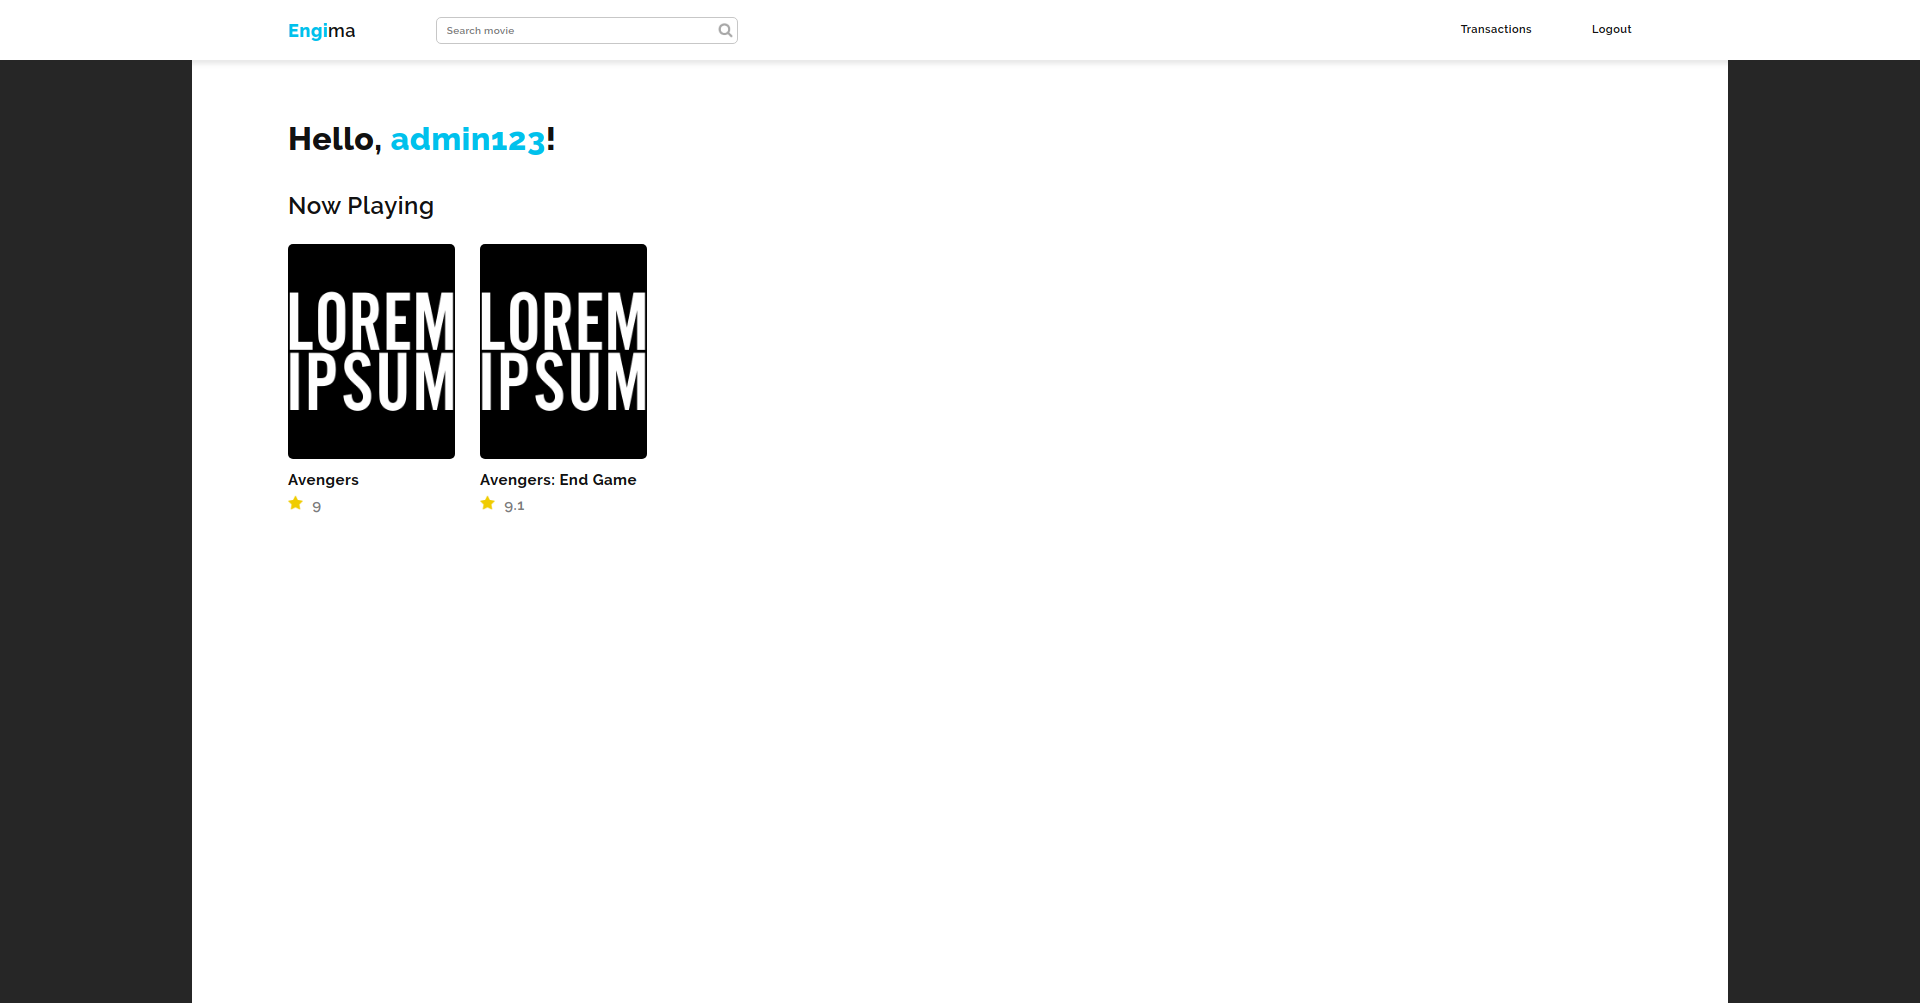 Engima
Search movie
Transactions
Logout
Hello, admin123!
Now Playing
LOREM
IPSUM
LOREM
IPSUM
Avengers
9
Avengers: End Game
9.1